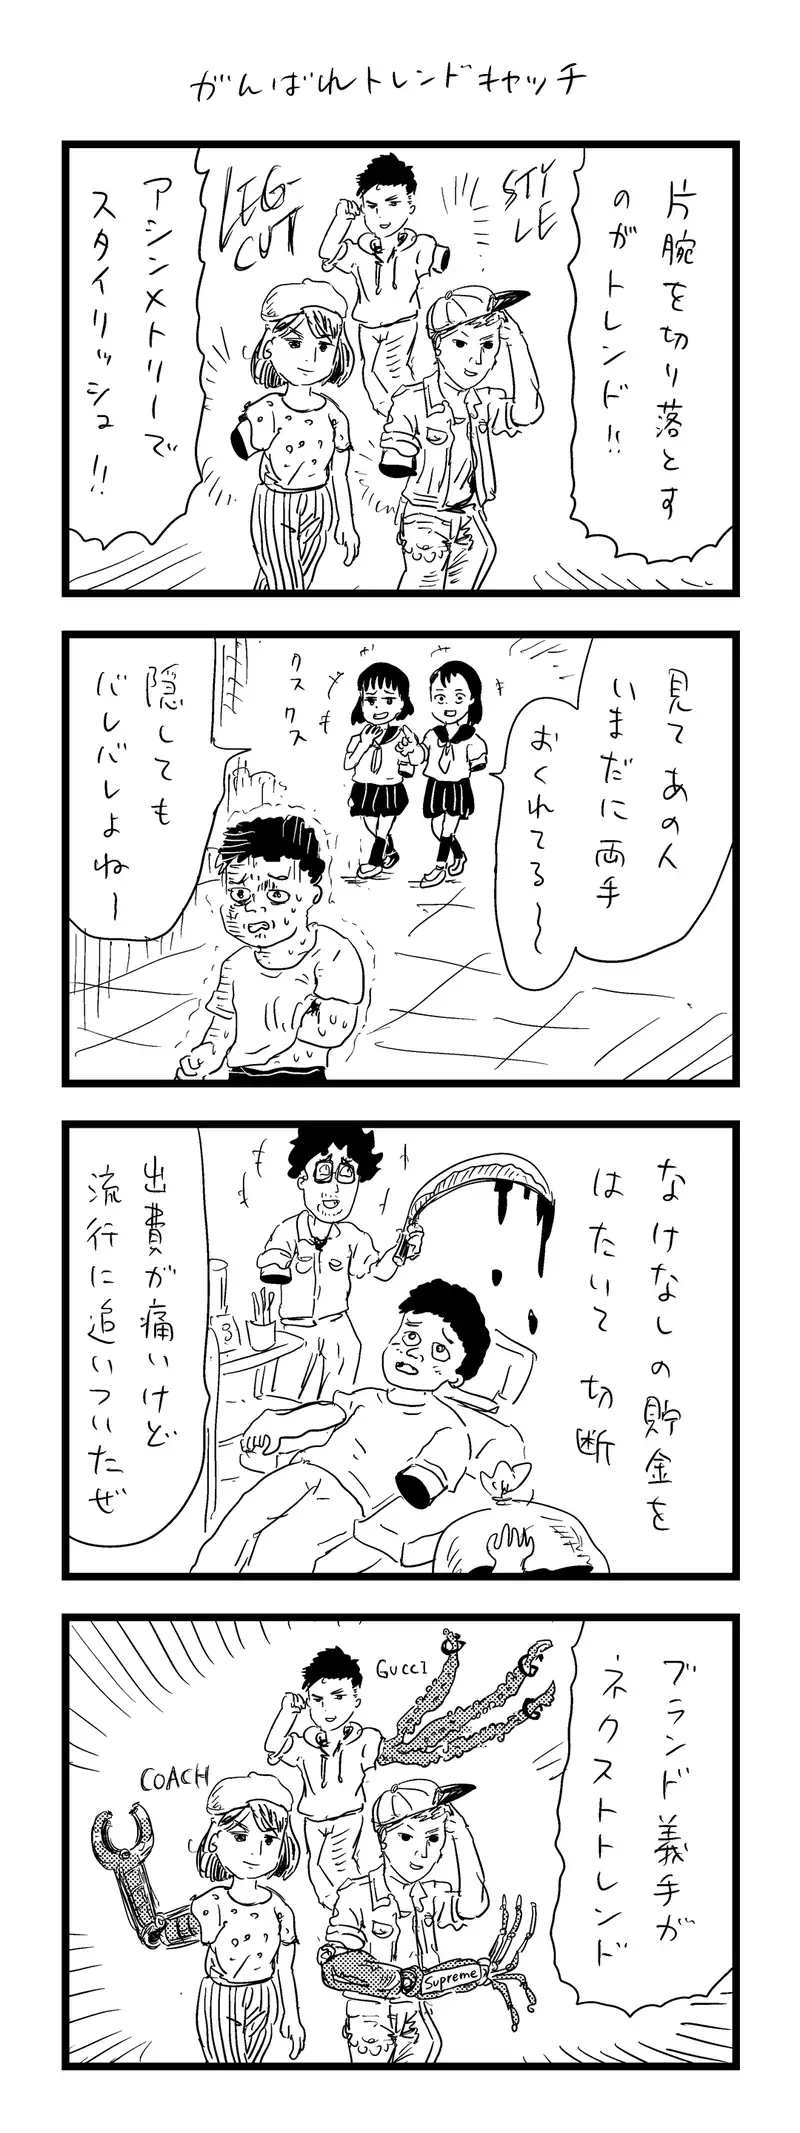 がんばれトレンドキャッチ
片腕を切り落とす
のがトレンド!!
STY
LE
LEG-
CUT
アシンメトリーで
スタイリッシュ!!
見てあの人
いまだに両手
おくれてる〜
クスクス
隠しても
バレバレよねー
なけなしの貯金を
はたいて切断
出費が痛いけど
流行に追いついたぜ
ブランド義手が
ネクストトレンド
GUCCI
G
G
G
COACH
Supreme